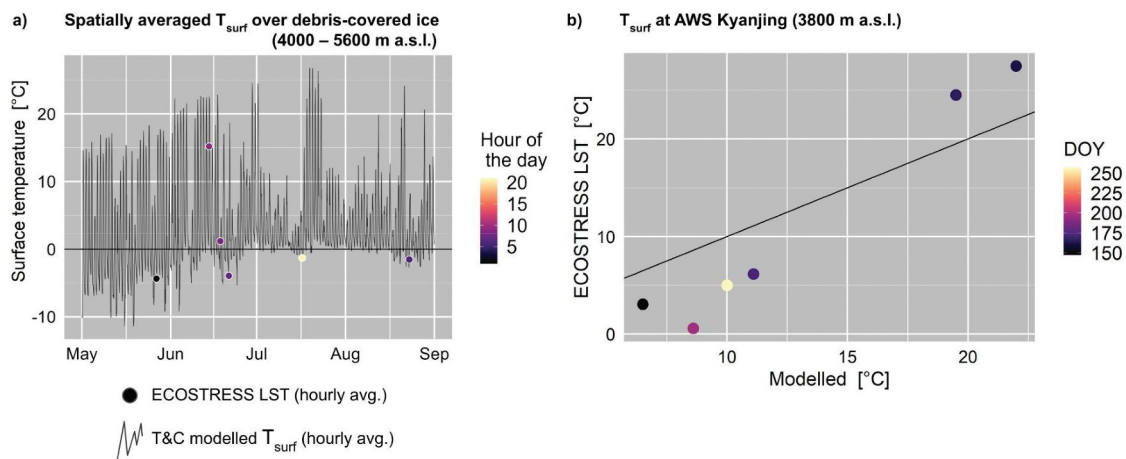 a) Spatially averaged Tsurf over debris-covered ice
(4000 – 5600 m a.s.l.)
Surface temperature [°C]
20
10
0
-10
May Jun Jul Aug Sep
Hour of
the day
20
15
10
5
ECOSTRESS LST (hourly avg.)
T&C modelled Tsurf (hourly avg.)
b) Tsurf at AWS Kyanjing (3800 m a.s.l.)
ECOSTRESS LST [°C]
20
10
0
10 15 20
Modelled [°C]
DOY
250
225
200
175
150